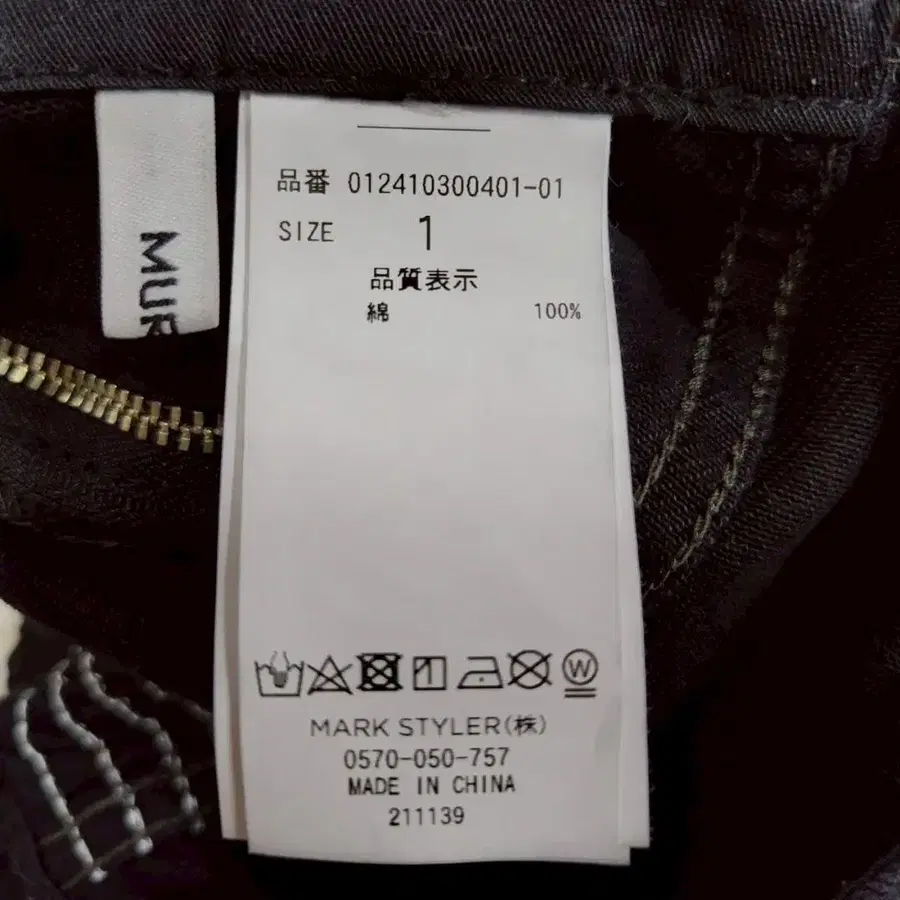 MUR
品番 012410300401-01
SIZE 1
品質表示
綿 100%
W
MARK STYLER(株)
0570-050-757
MADE IN CHINA
211139